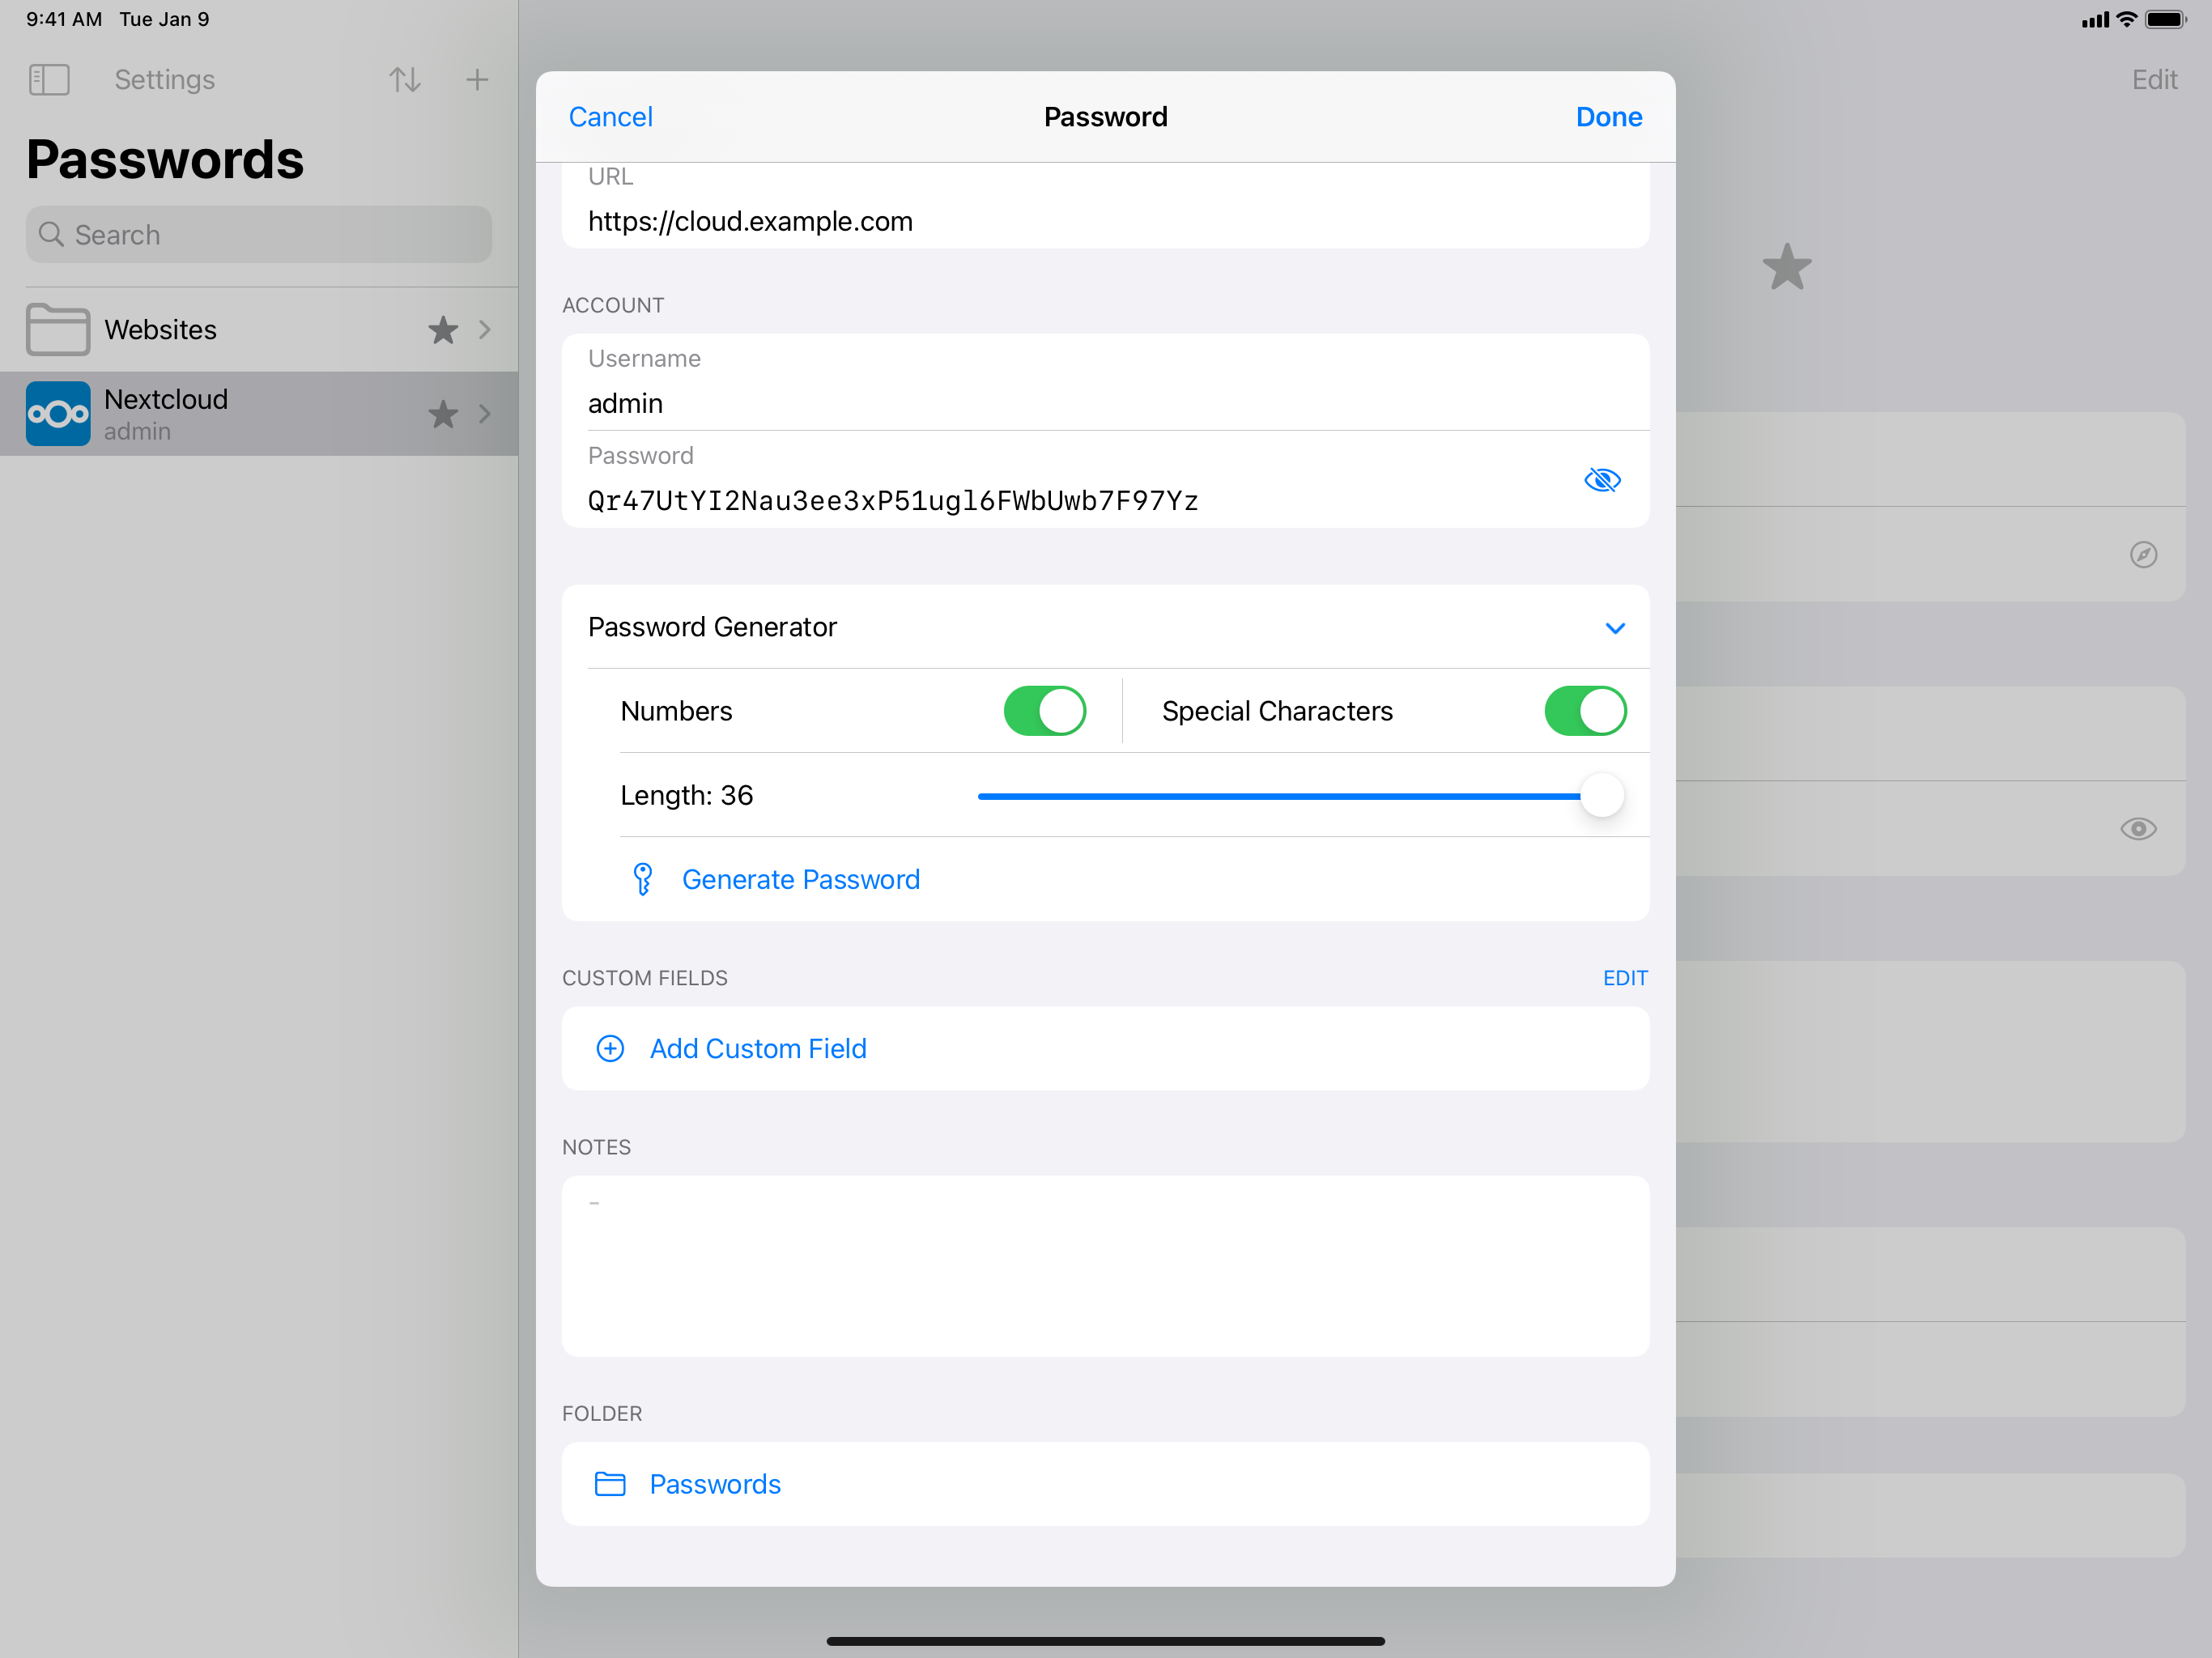 9:41 AM Tue Jan 9
Settings
Edit
Passwords
Search
Websites
Nextcloud
admin
Cancel
Password
Done
URL
https://cloud.example.com
ACCOUNT
Username
admin
Password
Qr47UtYI2Nau3ee3xP51ugl6FWbUwb7F97Yz
Password Generator
Numbers
Special Characters
Length: 36
Generate Password
CUSTOM FIELDS
EDIT
Add Custom Field
NOTES
-
FOLDER
Passwords